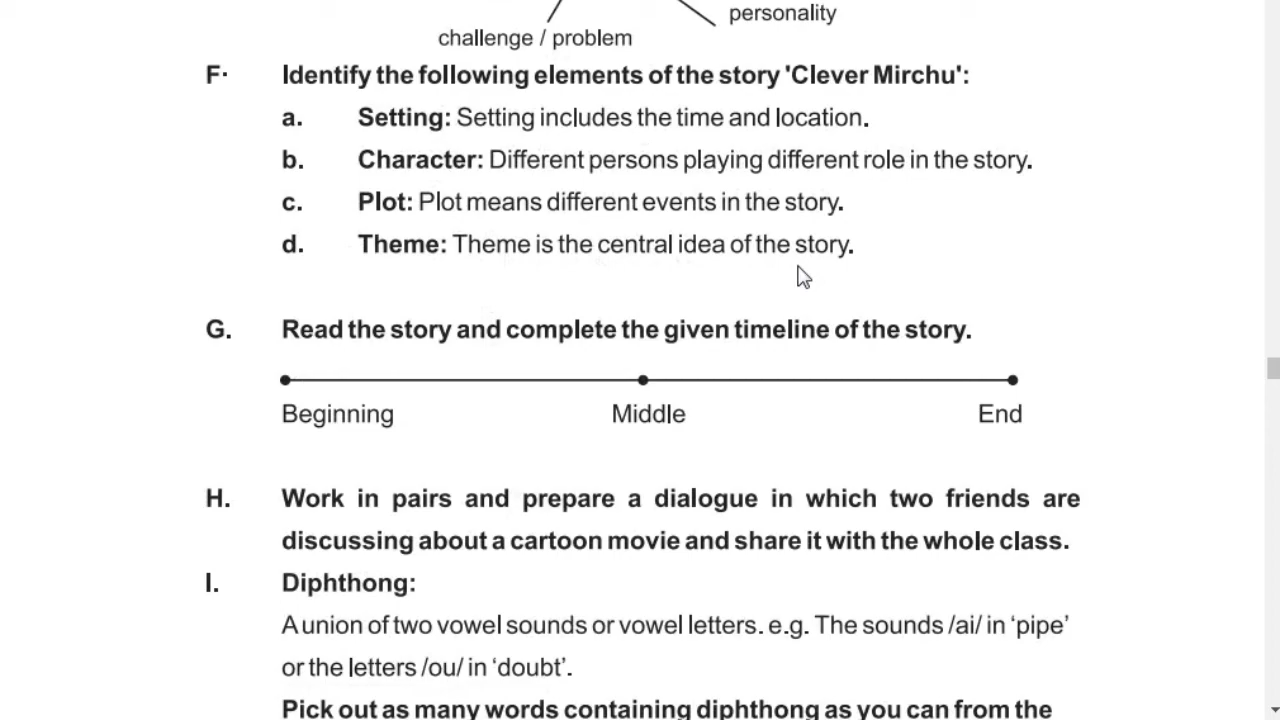 personality
challenge / problem
F. Identify the following elements of the story 'Clever Mirchu':
a. Setting: Setting includes the time and location.
b. Character: Different persons playing different role in the story.
c. Plot: Plot means different events in the story.
d. Theme: Theme is the central idea of the story.
G. Read the story and complete the given timeline of the story.
Beginning Middle End
H. Work in pairs and prepare a dialogue in which two friends are
discussing about a cartoon movie and share it with the whole class.
I. Diphthong:
A union of two vowel sounds or vowel letters. e.g. The sounds /ai/ in ‘pipe’
or the letters /ou/ in ‘doubt’.
Pick out as many words containing diphthong as you can from the